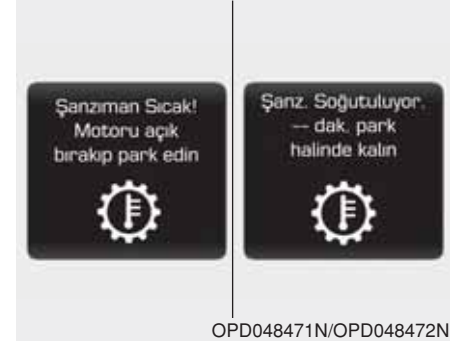 Şanzıman Sıcak!
Motoru açık
bırakıp park edin
Şanz. Soğutuluyor.
-- dak. park
halinde kalın
OPD048471N/OPD048472N